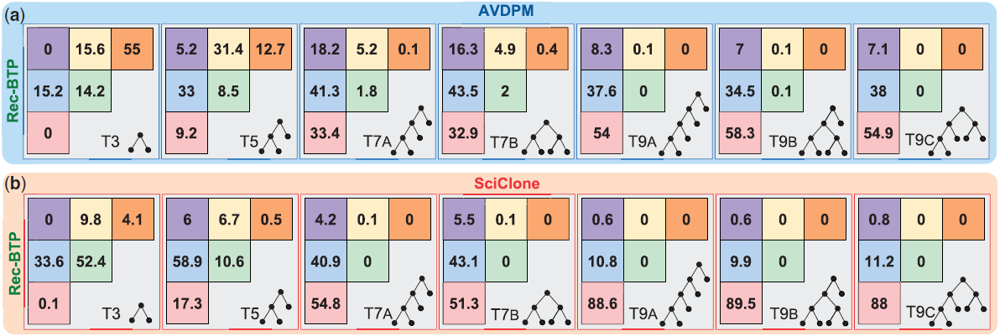 (a) AVDPM
Rec-BTP
0 15.6 55 5.2 31.4 12.7 18.2 5.2 0.1 16.3 4.9 0.4 8.3 0.1 0 7 0.1 0 7.1 0 0
15.2 14.2 33 8.5 41.3 1.8 43.5 2 37.6 0 34.5 0.1 38 0
0 T3 9.2 T5 33.4 T7A 32.9 T7B 54 T9A 58.3 T9B 54.9 T9C
(b) SciClone
Rec-BTP
0 9.8 4.1 6 6.7 0.5 4.2 0.1 0 5.5 0.1 0 0.6 0 0 0.6 0 0 0.8 0 0
33.6 52.4 58.9 10.6 40.9 0 43.1 0 10.8 0 9.9 0 11.2 0
0.1 T3 17.3 T5 54.8 T7A 51.3 T7B 88.6 T9A 89.5 T9B 88 T9C